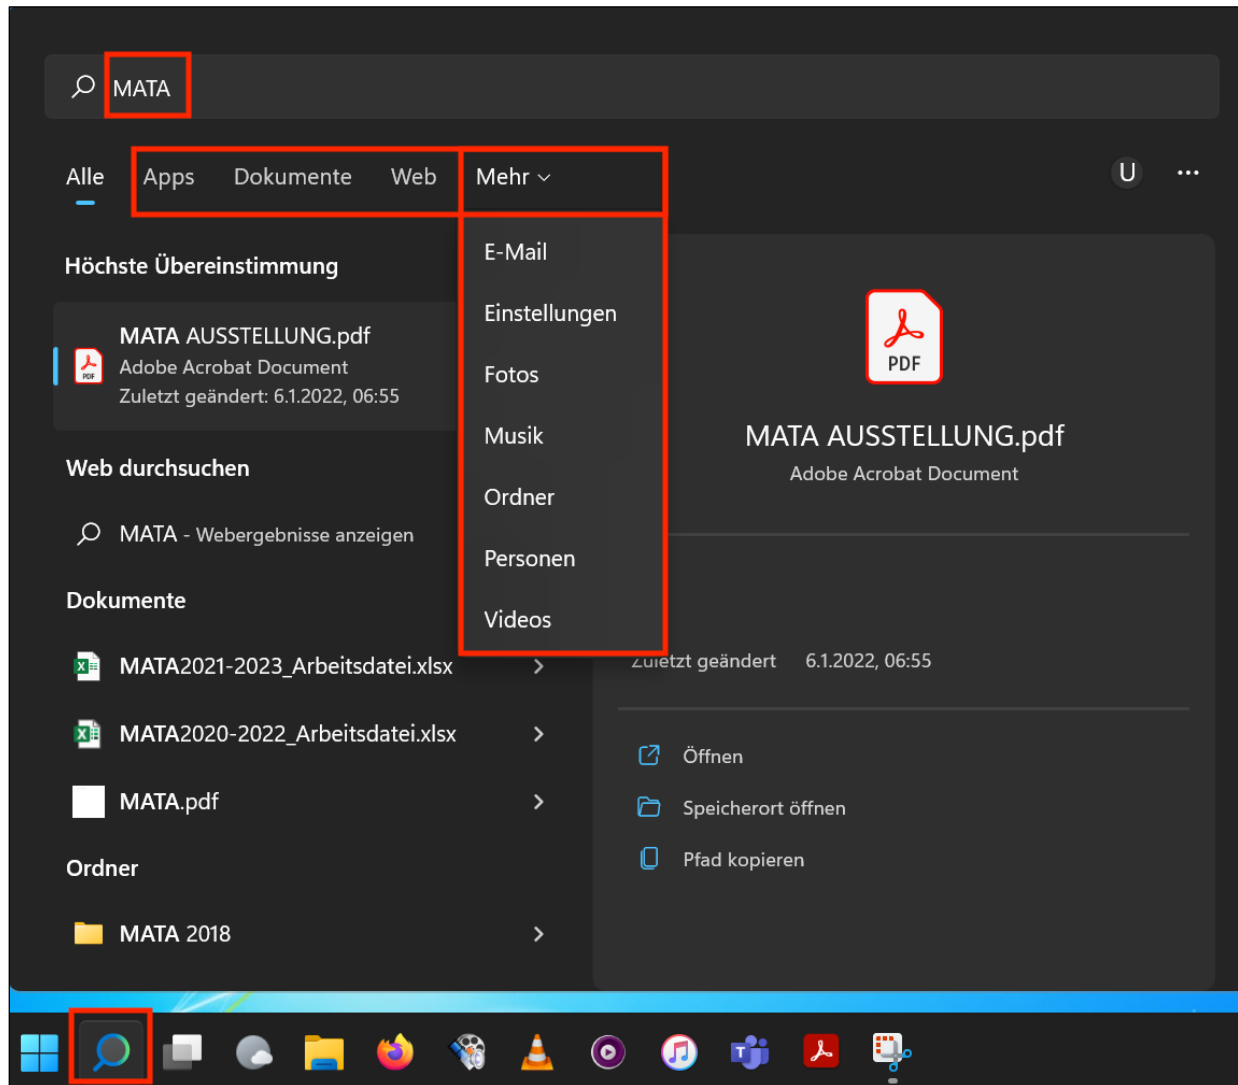 MATA
Alle Apps Dokumente Web Mehr
U
E-Mail
Einstellungen
Fotos
Musik
Ordner
Personen
Videos
Höchste Übereinstimmung
MATA AUSSTELLUNG.pdf
Adobe Acrobat Document
Zuletzt geändert: 6.1.2022, 06:55
Web durchsuchen
MATA - Webergebnisse anzeigen
Dokumente
MATA2021-2023_Arbeitsdatei.xlsx
MATA2020-2022_Arbeitsdatei.xlsx
MATA.pdf
Ordner
MATA 2018
PDF
MATA AUSSTELLUNG.pdf
Adobe Acrobat Document
Zuletzt geändert 6.1.2022, 06:55
Öffnen
Speicherort öffnen
Pfad kopieren